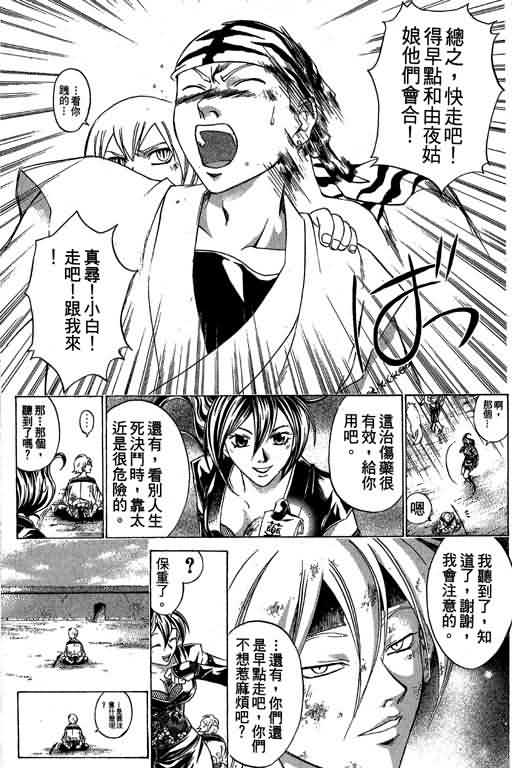 總之，快走吧！
得早點和由夜姑
娘他們會合！
…看你
踐的…
真尋！小白！
走吧！跟我來
！
ばっ
啊，
那個…
嗯
這治傷藥很
有效，給你
用吧。
還有，看別人生
死決鬥時，靠太
近是很危險的。
……
那…那個，
聽到了嗎？
我聽到了，知
道了，謝謝，
我會注意的。
…還有，你們還
是早點走吧，你們
不想惹麻煩吧？
？
保重了。